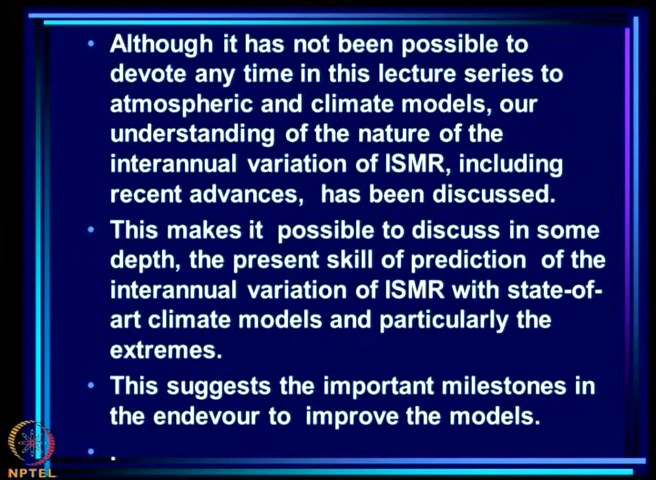 • Although it has not been possible to
devote any time in this lecture series to
atmospheric and climate models, our
understanding of the nature of the
interannual variation of ISMR, including
recent advances, has been discussed.
• This makes it possible to discuss in some
depth, the present skill of prediction of the
interannual variation of ISMR with state-of-
art climate models and particularly the
extremes.
• This suggests the important milestones in
the endevour to improve the models.
• .
NPTEL